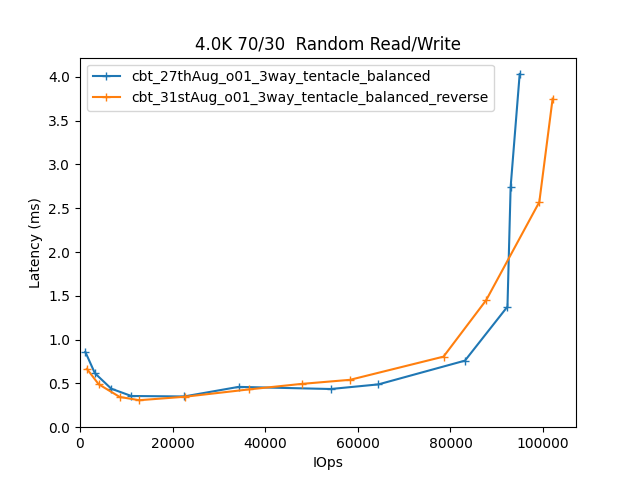 4.0K 70/30  Random Read/Write
cbt_27thAug_o01_3way_tentacle_balanced
cbt_31stAug_o01_3way_tentacle_balanced_reverse
Latency (ms)
4.0
3.5
3.0
2.5
2.0
1.5
1.0
0.5
0.0
0 20000 40000 60000 80000 100000
IOps